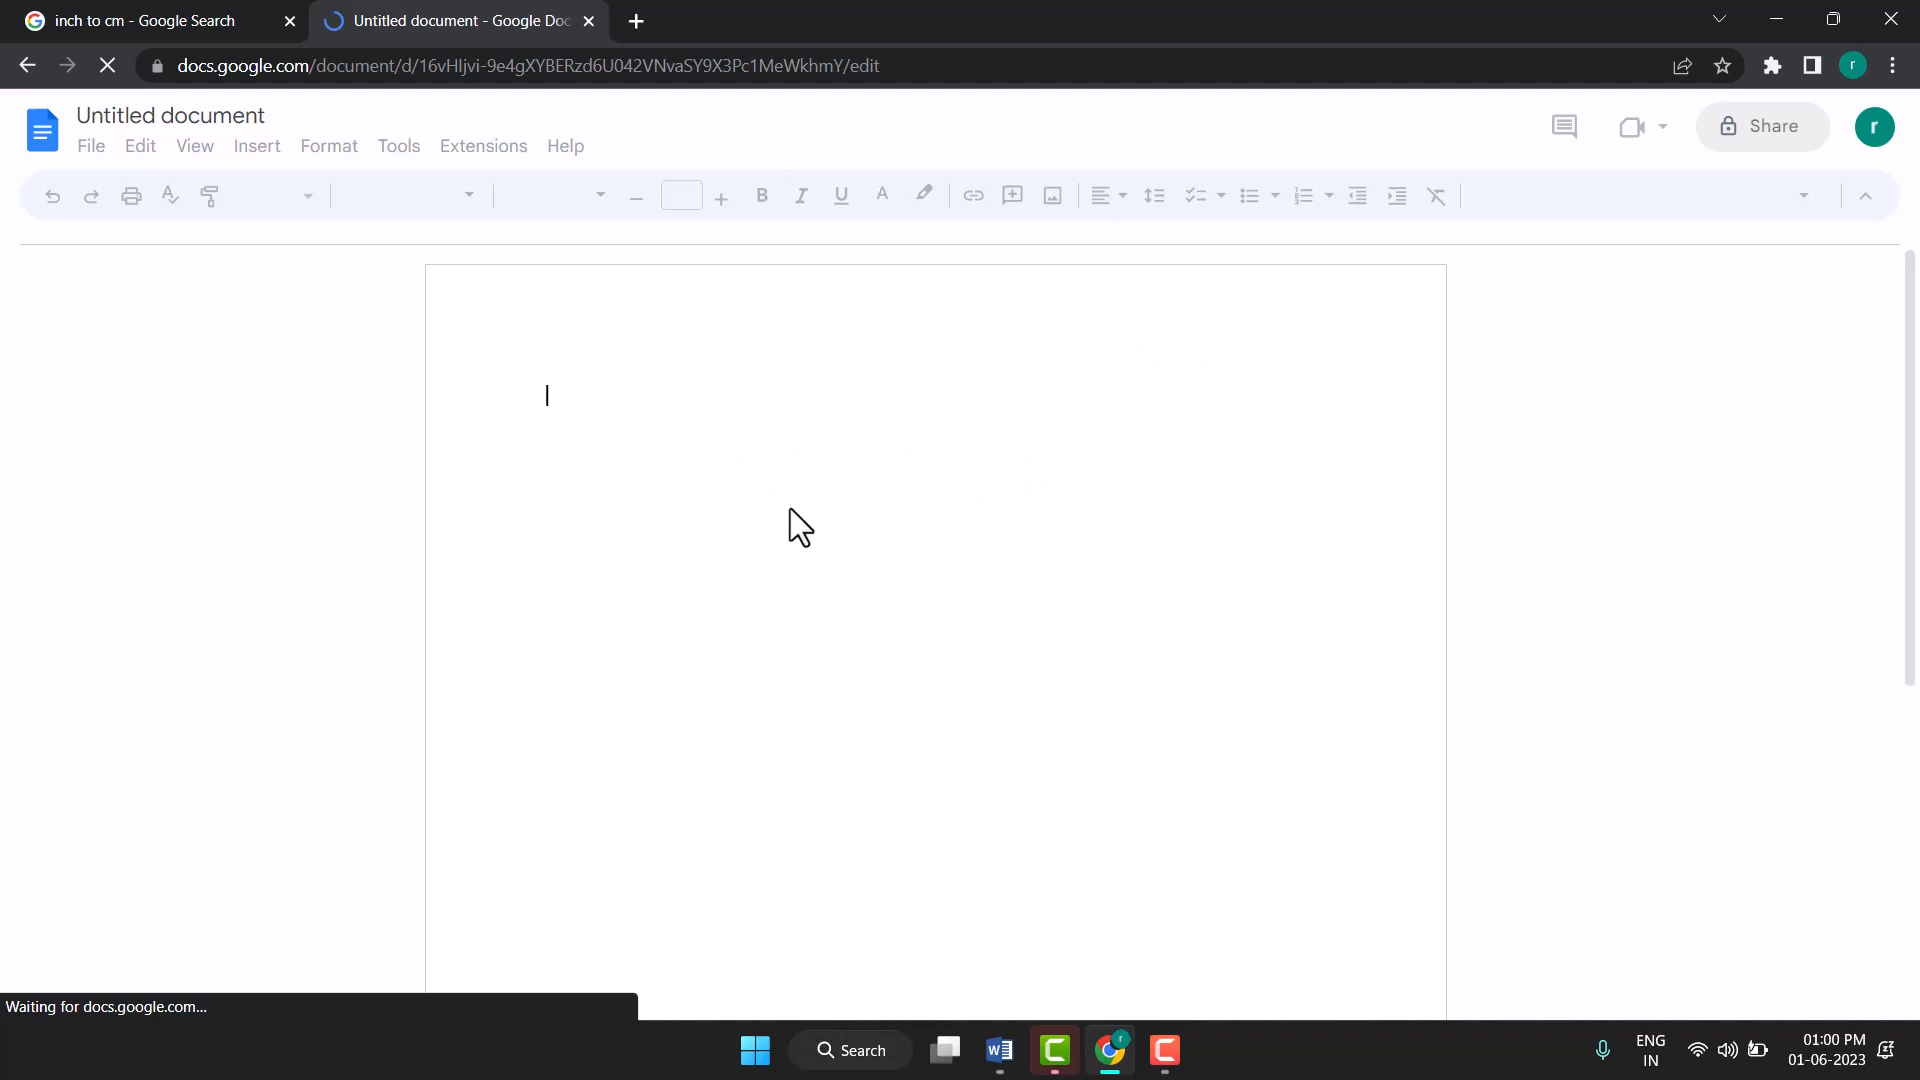 inch to cm - Google Search
Untitled document - Google Doc
docs.google.com/document/d/16vHIjvi-9e4gXYBERzd6U042VNvaSY9X3Pc1MeWkhmY/edit
r
Untitled document
File Edit View Insert Format Tools Extensions Help
Share
r
Waiting for docs.google.com...
Search
ENG
IN
01:00 PM
01-06-2023